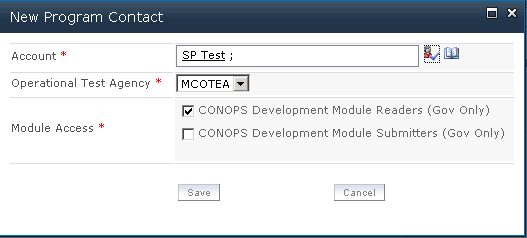 New Program Contact
Account * SP Test ;
Operational Test Agency * MCOTEA
CONOPS Development Module Readers (Gov Only)
Module Access *
CONOPS Development Module Submitters (Gov Only)
Save Cancel